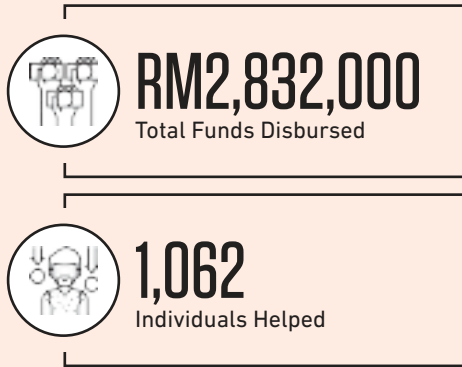 RM2,832,000
Total Funds Disbursed
1,062
Individuals Helped